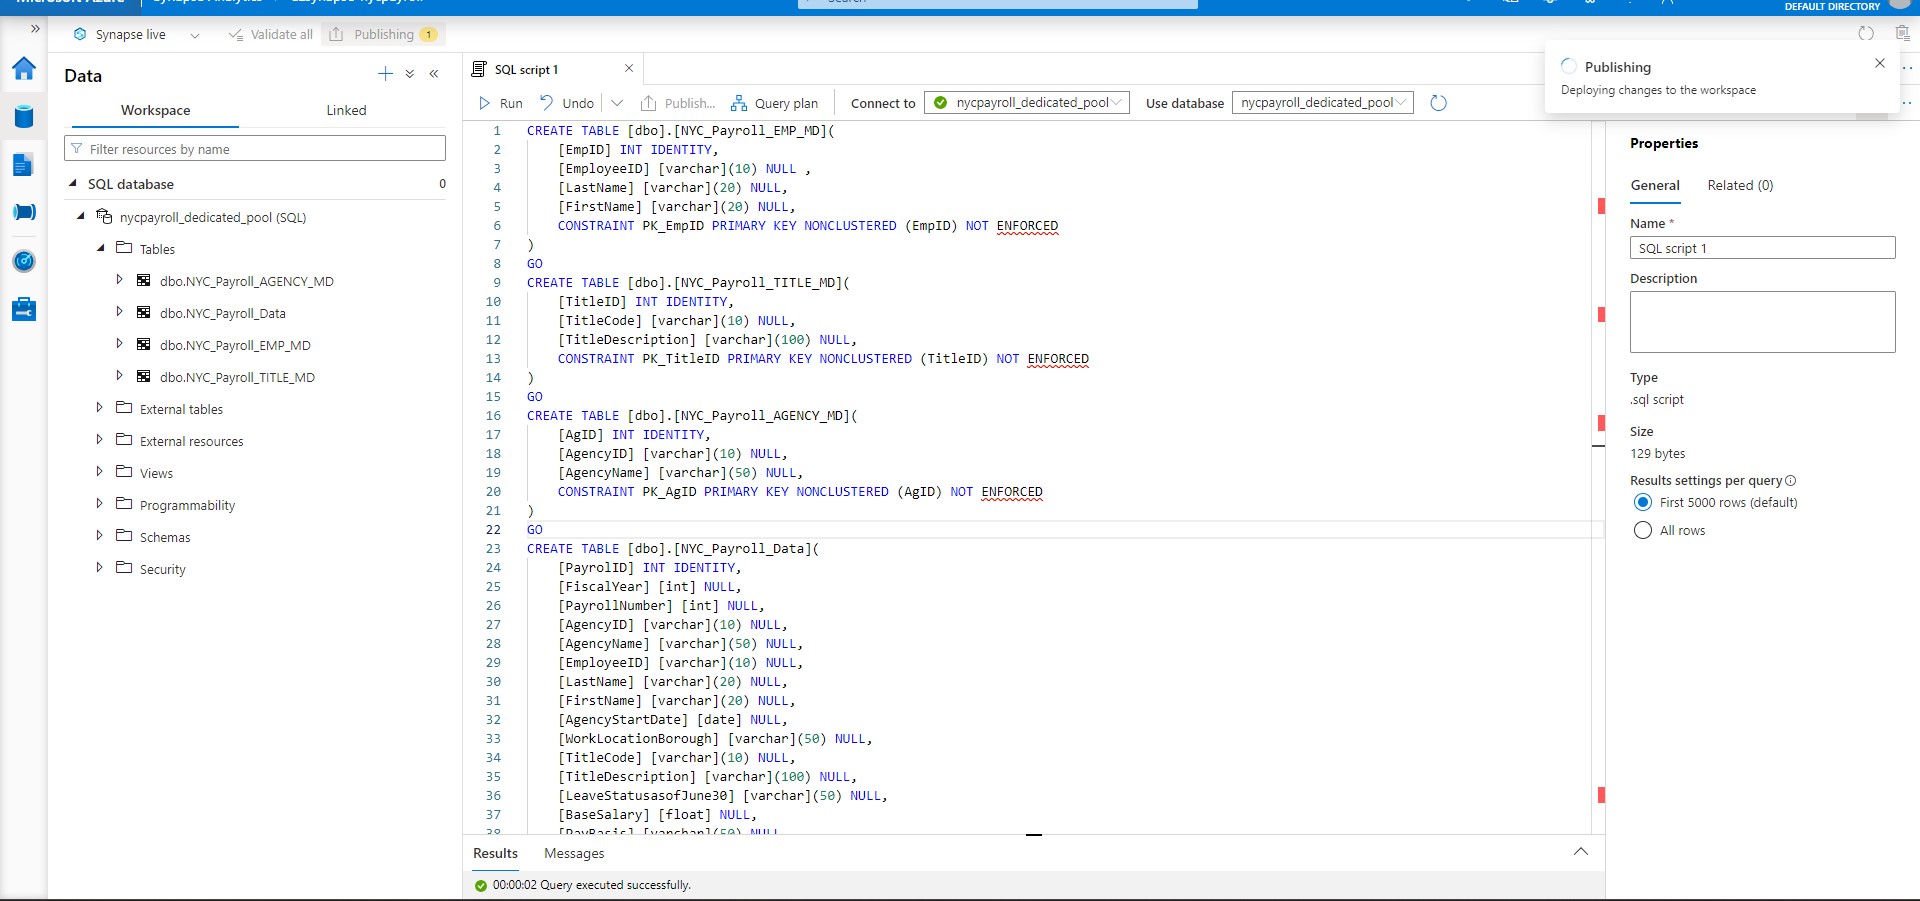 Microsoft Azure
Synapse Analytics
Search
DEFAULT DIRECTORY
Synapse live
Validate all
Publishing 1
Publishing
Deploying changes to the workspace
Data
Workspace
Linked
Filter resources by name
SQL database 0
nycpayroll_dedicated_pool (SQL)
Tables
dbo.NYC_Payroll_AGENCY_MD
dbo.NYC_Payroll_Data
dbo.NYC_Payroll_EMP_MD
dbo.NYC_Payroll_TITLE_MD
External tables
External resources
Views
Programmability
Schemas
Security
SQL script 1
Run Undo Publish... Query plan Connect to nycpayroll_dedicated_pool Use database nycpayroll_dedicated_pool
1 CREATE TABLE [dbo].[NYC_Payroll_EMP_MD](
2 [EmpID] INT IDENTITY,
3 [EmployeeID] [varchar](10) NULL ,
4 [LastName] [varchar](20) NULL,
5 [FirstName] [varchar](20) NULL,
6 CONSTRAINT PK_EmpID PRIMARY KEY NONCLUSTERED (EmpID) NOT ENFORCED
7 )
8 GO
9 CREATE TABLE [dbo].[NYC_Payroll_TITLE_MD](
10 [TitleID] INT IDENTITY,
11 [TitleCode] [varchar](10) NULL,
12 [TitleDescription] [varchar](100) NULL,
13 CONSTRAINT PK_TitleID PRIMARY KEY NONCLUSTERED (TitleID) NOT ENFORCED
14 )
15 GO
16 CREATE TABLE [dbo].[NYC_Payroll_AGENCY_MD](
17 [AgID] INT IDENTITY,
18 [AgencyID] [varchar](10) NULL,
19 [AgencyName] [varchar](50) NULL,
20 CONSTRAINT PK_AgID PRIMARY KEY NONCLUSTERED (AgID) NOT ENFORCED
21 )
22 GO
23 CREATE TABLE [dbo].[NYC_Payroll_Data](
24 [PayrolID] INT IDENTITY,
25 [FiscalYear] [int] NULL,
26 [PayrollNumber] [int] NULL,
27 [AgencyID] [varchar](10) NULL,
28 [AgencyName] [varchar](50) NULL,
29 [EmployeeID] [varchar](10) NULL,
30 [LastName] [varchar](20) NULL,
31 [FirstName] [varchar](20) NULL,
32 [AgencyStartDate] [date] NULL,
33 [WorkLocationBorough] [varchar](50) NULL,
34 [TitleCode] [varchar](10) NULL,
35 [TitleDescription] [varchar](100) NULL,
36 [LeaveStatusasofJune30] [varchar](50) NULL,
37 [BaseSalary] [float] NULL,
38 [PayBasis] [varchar](50) NULL
Results
Messages
00:00:02 Query executed successfully.
Properties
General
Related (0)
Name *
SQL script 1
Description
Type
.sql script
Size
129 bytes
Results settings per query
First 5000 rows (default)
All rows